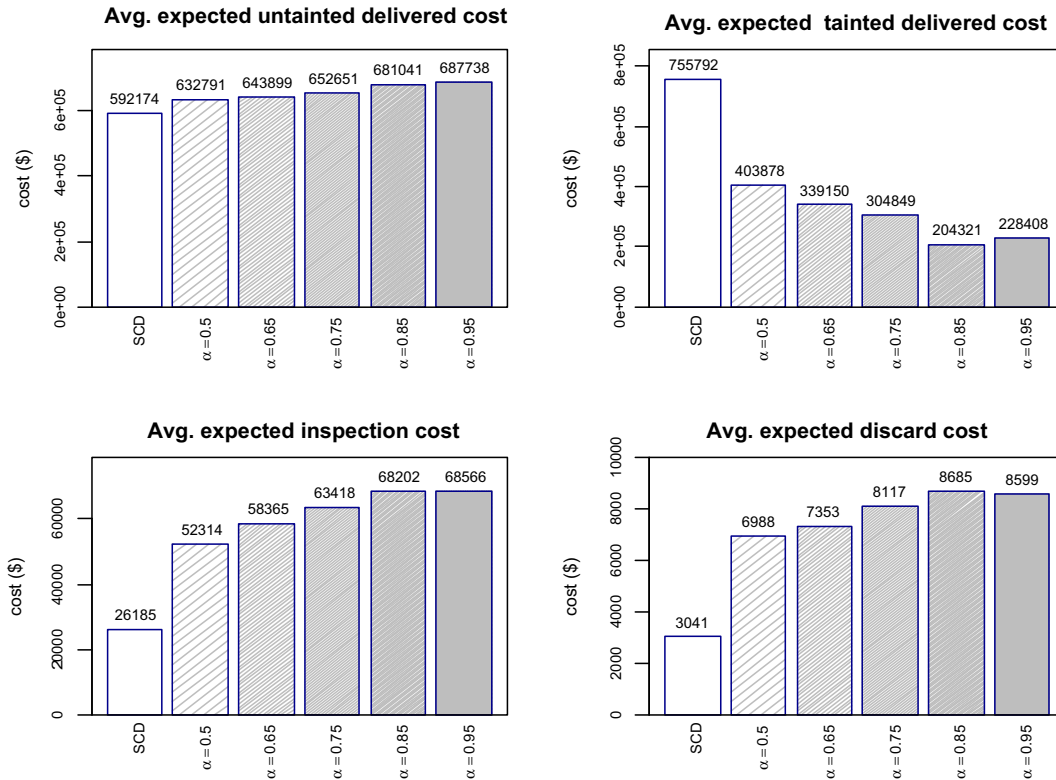 Avg. expected untainted delivered cost
cost ($)
0e+00 2e+05 4e+05 6e+05
592174 632791 643899 652651 681041 687738
SCD α = 0.5 α = 0.65 α = 0.75 α = 0.85 α = 0.95
Avg. expected tainted delivered cost
cost ($)
0e+00 2e+05 4e+05 6e+05 8e+05
755792 403878 339150 304849 204321 228408
SCD α = 0.5 α = 0.65 α = 0.75 α = 0.85 α = 0.95
Avg. expected inspection cost
cost ($)
0 20000 40000 60000
26185 52314 58365 63418 68202 68566
SCD α = 0.5 α = 0.65 α = 0.75 α = 0.85 α = 0.95
Avg. expected discard cost
cost ($)
0 2000 4000 6000 8000 10000
3041 6988 7353 8117 8685 8599
SCD α = 0.5 α = 0.65 α = 0.75 α = 0.85 α = 0.95